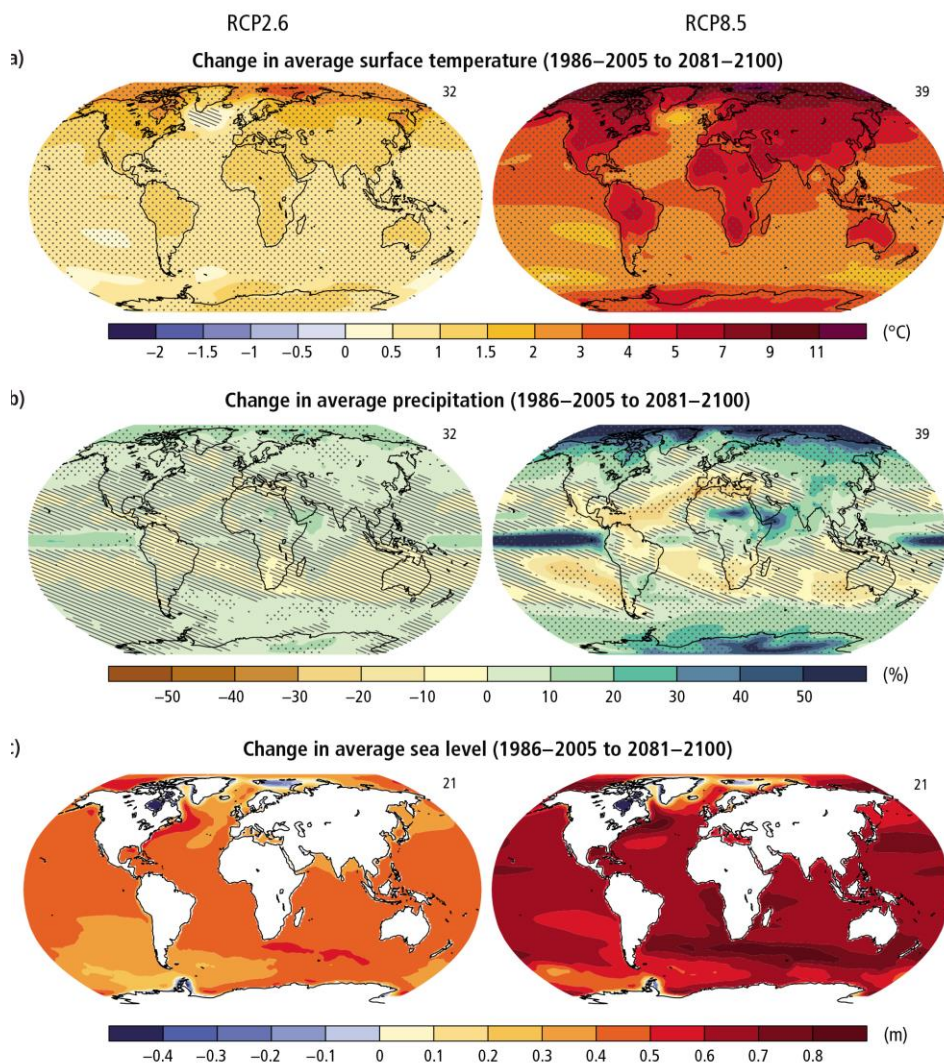 RCP2.6 RCP8.5
a) Change in average surface temperature (1986–2005 to 2081–2100)
32 39
−2 −1.5 −1 −0.5 0 0.5 1 1.5 2 3 4 5 7 9 11 (°C)
b) Change in average precipitation (1986–2005 to 2081–2100)
32 39
−50 −40 −30 −20 −10 0 10 20 30 40 50 (%)
c) Change in average sea level (1986–2005 to 2081–2100)
21 21
−0.4 −0.3 −0.2 −0.1 0 0.1 0.2 0.3 0.4 0.5 0.6 0.7 0.8 (m)